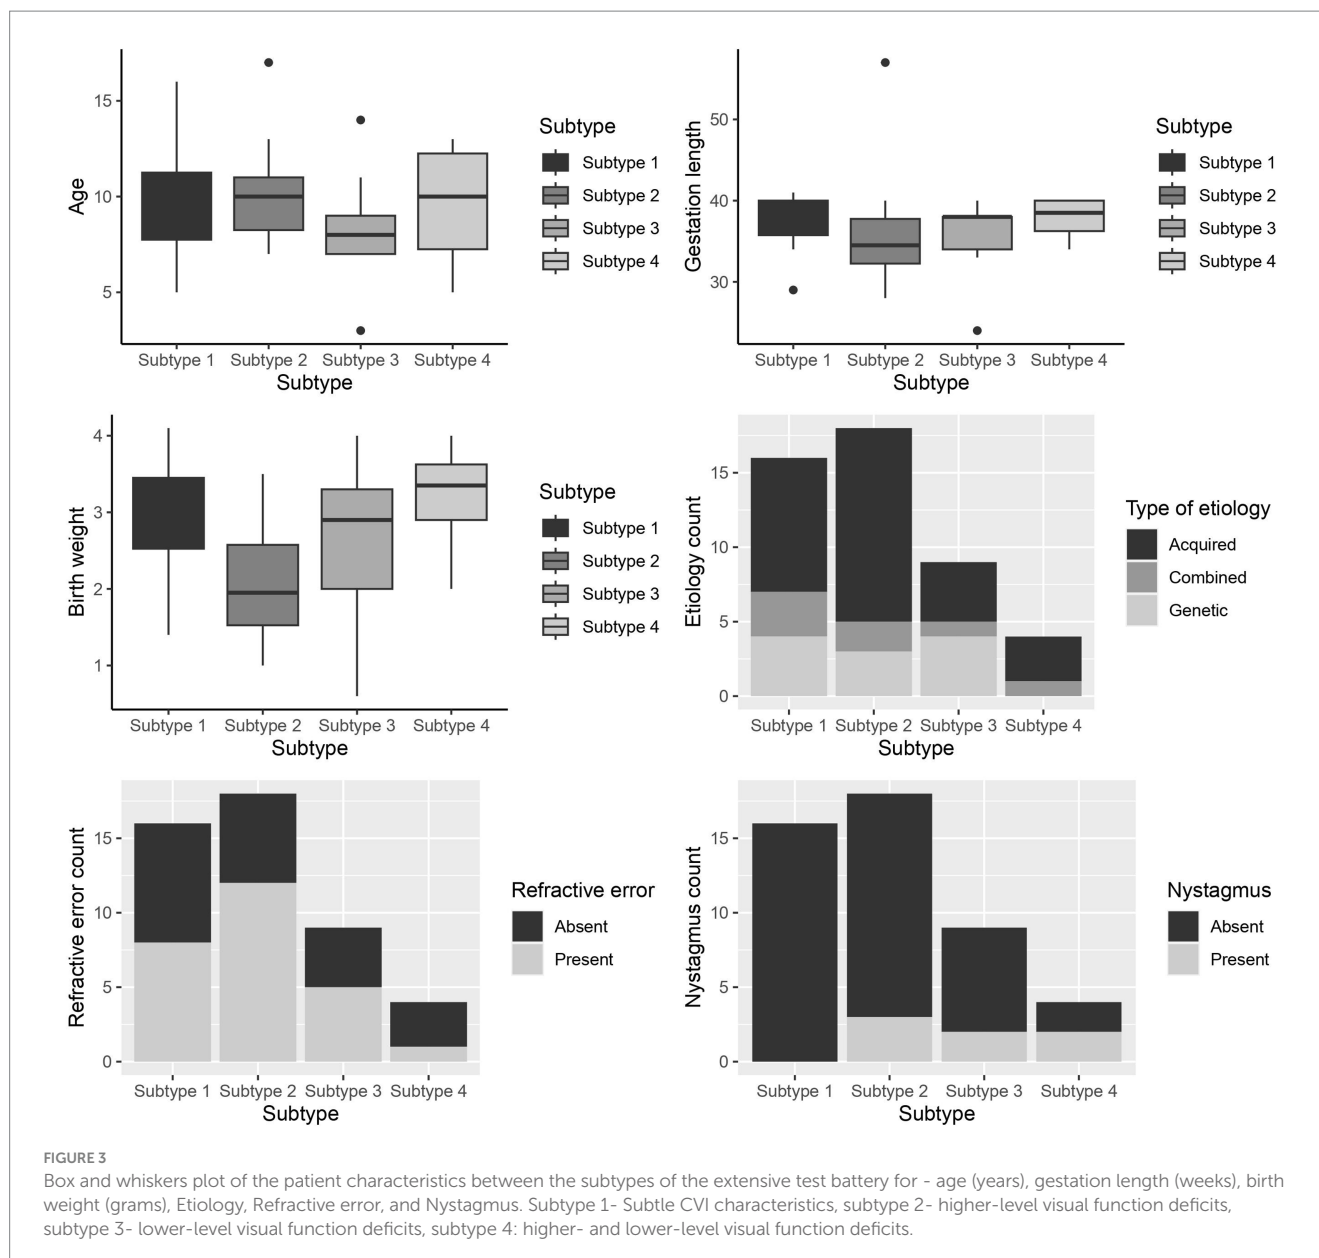 15
10
5
Age
Subtype 1
Subtype 2
Subtype 3
Subtype 4
Subtype
Subtype
Subtype 1
Subtype 2
Subtype 3
Subtype 4
50
40
30
Gestation length
Subtype 1
Subtype 2
Subtype 3
Subtype 4
Subtype
Subtype
Subtype 1
Subtype 2
Subtype 3
Subtype 4
4
3
2
1
Birth weight
Subtype 1
Subtype 2
Subtype 3
Subtype 4
Subtype
Subtype
Subtype 1
Subtype 2
Subtype 3
Subtype 4
15
10
5
0
Etiology count
Subtype 1
Subtype 2
Subtype 3
Subtype 4
Subtype
Type of etiology
Acquired
Combined
Genetic
15
10
5
0
Refractive error count
Subtype 1
Subtype 2
Subtype 3
Subtype 4
Subtype
Refractive error
Absent
Present
15
10
5
0
Nystagmus count
Subtype 1
Subtype 2
Subtype 3
Subtype 4
Subtype
Nystagmus
Absent
Present
FIGURE 3
Box and whiskers plot of the patient characteristics between the subtypes of the extensive test battery for - age (years), gestation length (weeks), birth
weight (grams), Etiology, Refractive error, and Nystagmus. Subtype 1- Subtle CVI characteristics, subtype 2- higher-level visual function deficits,
subtype 3- lower-level visual function deficits, subtype 4: higher- and lower-level visual function deficits.